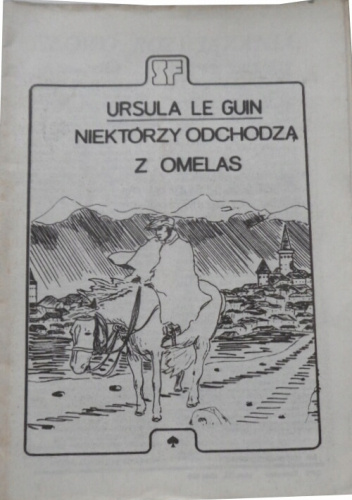 SF
URSULA LE GUIN
NIEKTÓRZY ODCHODZĄ
Z OMELAS